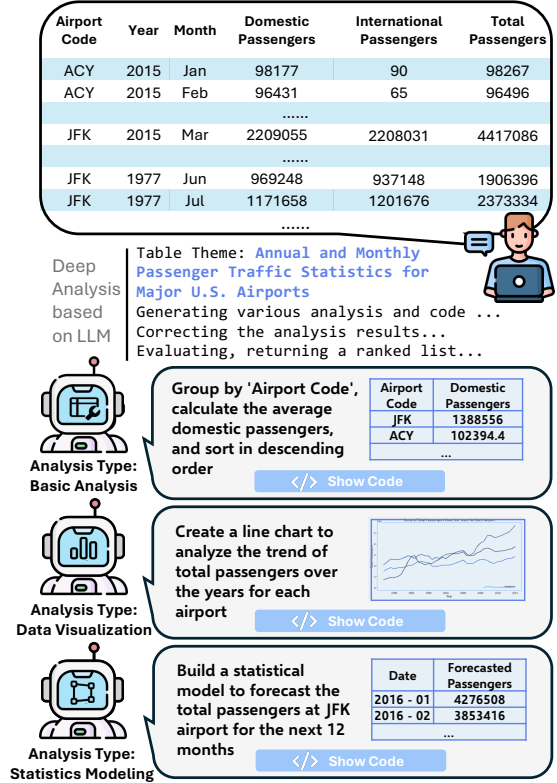 Airport Code Year Month Domestic Passengers International Passengers Total Passengers
ACY 2015 Jan 98177 90 98267
ACY 2015 Feb 96431 65 96496
......
JFK 2015 Mar 2209055 2208031 4417086
......
JFK 1977 Jun 969248 937148 1906396
JFK 1977 Jul 1171658 1201676 2373334
......
Deep
Analysis
based
on LLM
Table Theme: Annual and Monthly
Passenger Traffic Statistics for
Major U.S. Airports
Generating various analysis and code ...
Correcting the analysis results...
Evaluating, returning a ranked list...
Analysis Type:
Basic Analysis
Group by 'Airport Code',
calculate the average
domestic passengers,
and sort in descending
order
Airport Code Domestic Passengers
JFK 1388556
ACY 102394.4
...
</> Show Code
Analysis Type:
Data Visualization
Create a line chart to
analyze the trend of
total passengers over
the years for each
airport
</> Show Code
Analysis Type:
Statistics Modeling
Build a statistical
model to forecast the
total passengers at JFK
airport for the next 12
months
Date Forecasted Passengers
2016 - 01 4276508
2016 - 02 3853416
...
</> Show Code